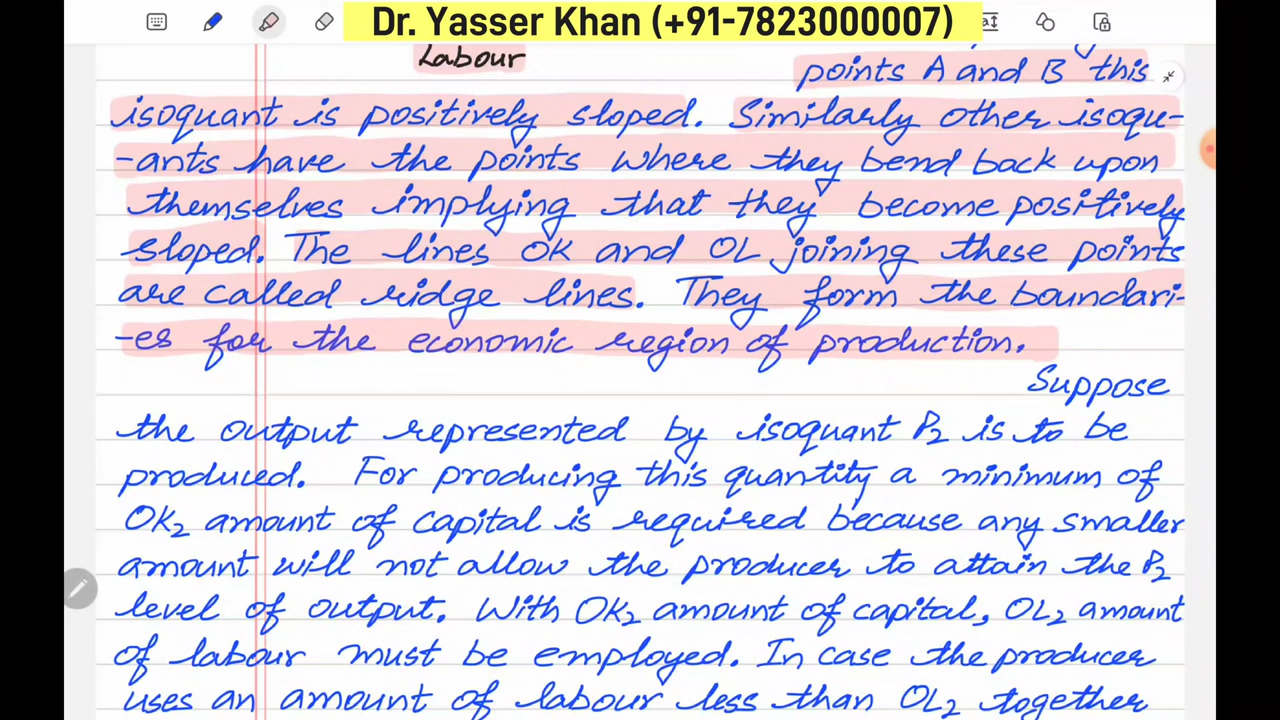 Dr. Yasser Khan (+91-7823000007)
Labour
points A and B this
isoquant is positively sloped. Similarly other isoqu-
-ants have the points where they bend back upon
themselves implying that they become positively
sloped. The lines OK and OL joining these points
are called ridge lines. They form the boundari-
-es for the economic region of production.
Suppose
the output represented by isoquant P₂ is to be
produced. For producing this quantity a minimum of
OK₂ amount of capital is required because any smaller
amount will not allow the producer to attain the P₂
level of output. With OK₂ amount of capital, OL₂ amount
of labour must be employed. In case the producer
uses an amount of labour less than OL₂ together